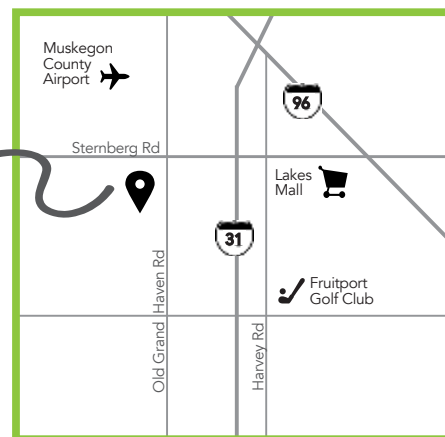 Muskegon
County
Airport
96
Sternberg Rd
Lakes
Mall
31
Fruitport
Golf Club
Old Grand Haven Rd
Harvey Rd